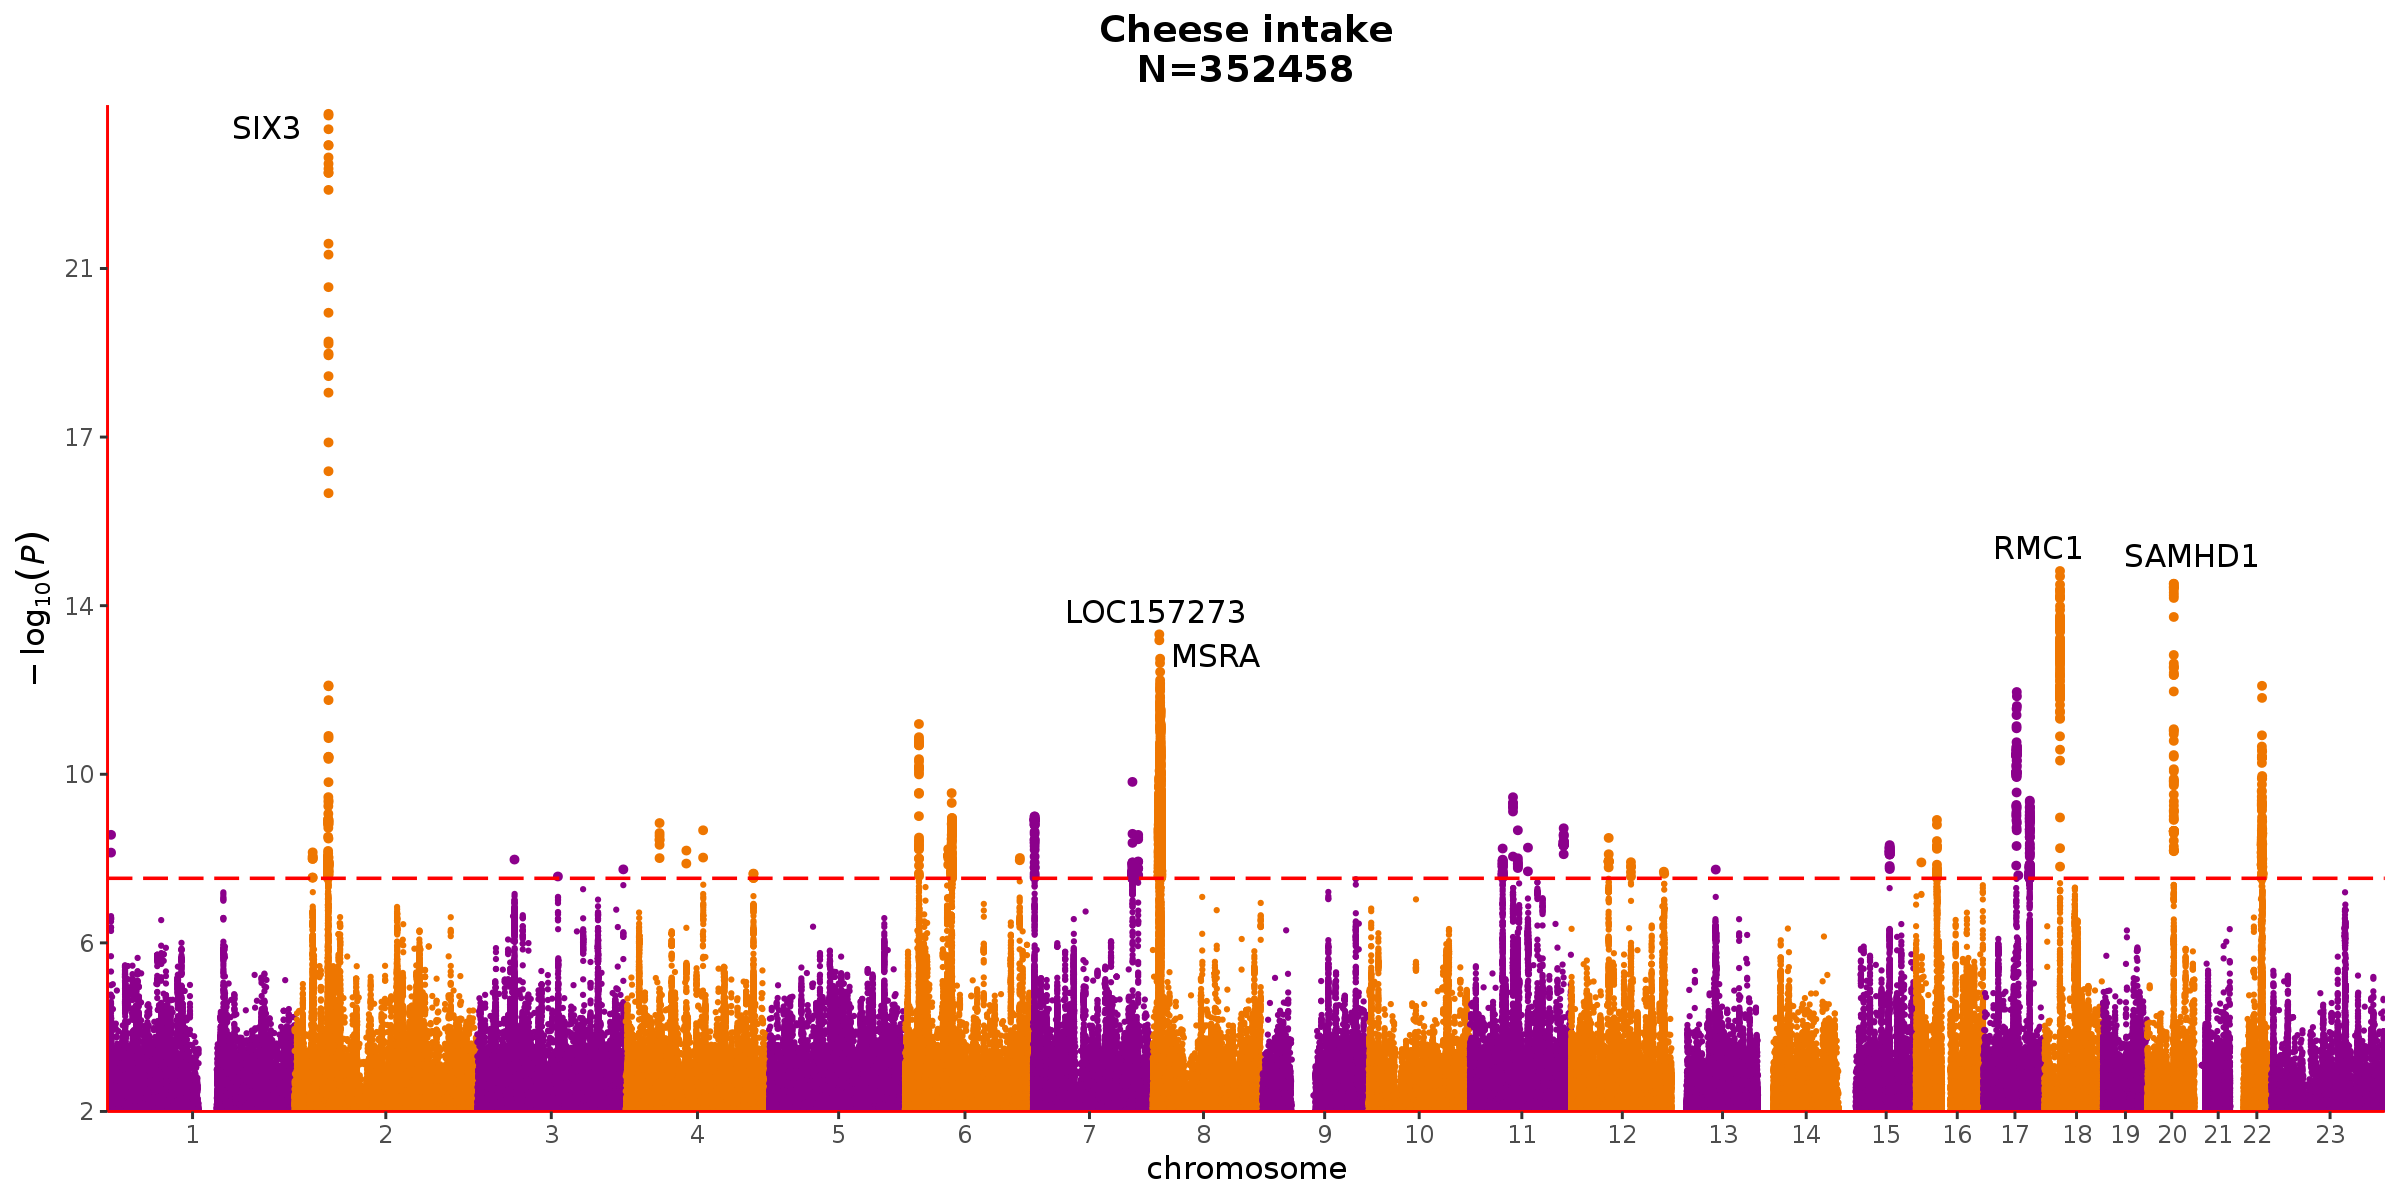 Cheese intake
N=352458
SIX3
RMC1
SAMHD1
LOC157273
MSRA
−log₁₀(P)
21
17
14
10
6
2
1 2 3 4 5 6 7 8 9 10 11 12 13 14 15 16 17 18 19 20 21 22 23
chromosome